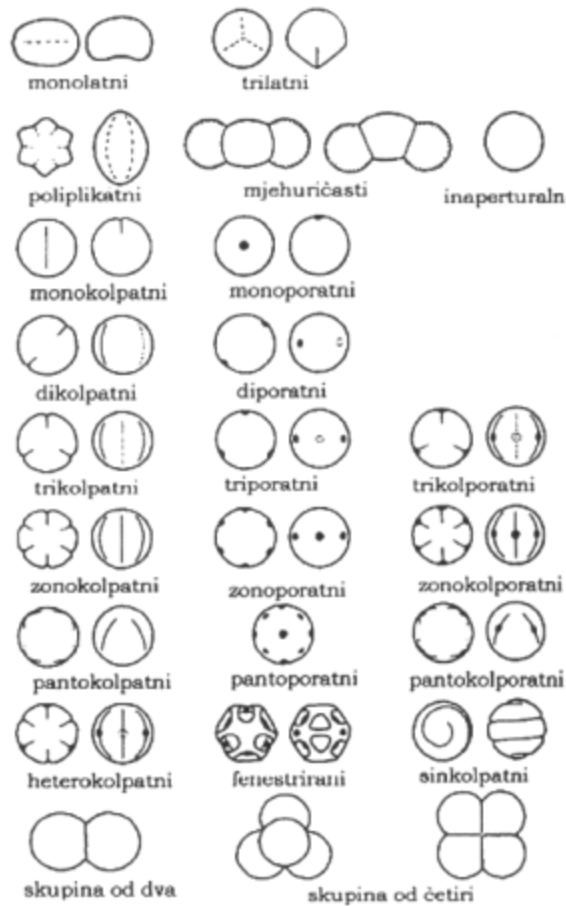 monolatni
trilatni
poliplikatni
mjehuričasti
inaperturaln
monokolpatni
monoporatni
dikolpatni
diporatni
trikolpatni
triporatni
trikolporatni
zonokolpatni
zonoporatni
zonokolporatni
pantokolpatni
pantoporatni
pantokolporatni
heterokolpatni
fenestrirani
sinkolpatni
skupina od dva
skupina od četiri